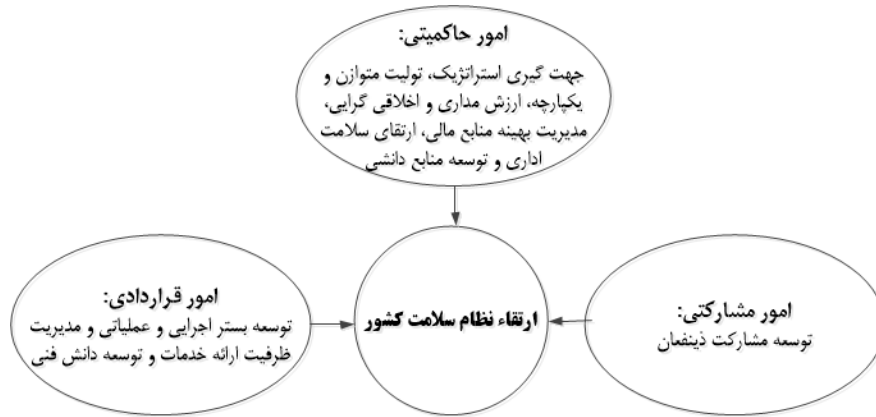 امور حاکمیتی:
جهت گیری استراتژیک، تولیت متوازن و
یکپارچه، ارزش مداری و اخلاقی گرایی،
مدیریت بهینه منابع مالی، ارتقای سلامت
اداری و توسعه منابع دانشی
امور مشارکتی:
توسعه مشارکت ذینفعان
ارتقاء نظام سلامت کشور
امور قراردادی:
توسعه بستر اجرایی و عملیاتی و مدیریت
ظرفیت ارائه خدمات و توسعه دانش فنی